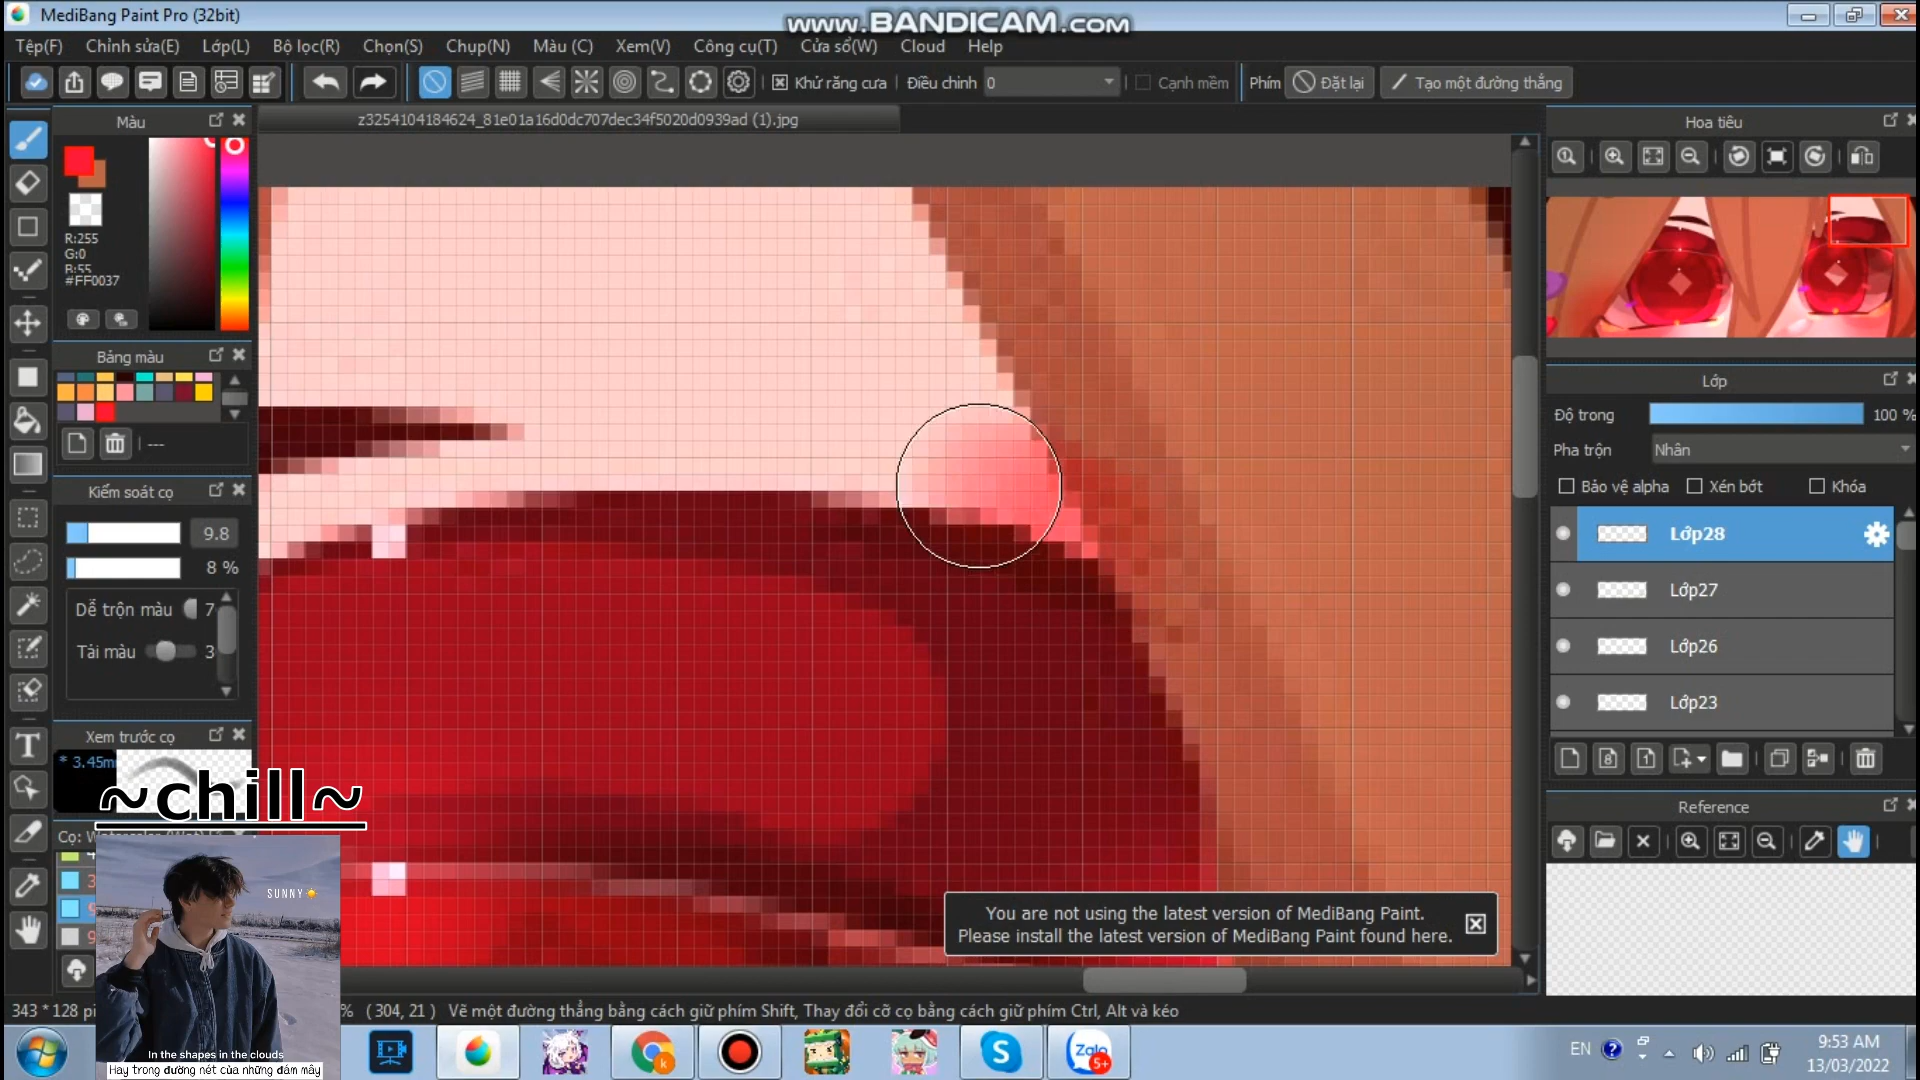 MediBang Paint Pro (32bit)
www.BANDICAM.com
Tệp(F) Chỉnh sửa(E) Lớp(L) Bộ lọc(R) Chọn(S) Chụp(N) Màu (C) Xem(V) Công cụ(T) Cửa sổ(W) Cloud Help
Khử răng cưa Điều chỉnh 0 Cạnh mềm Phím Đặt lại Tạo một đường thẳng
Màu
z3254104184624_81e01a16d0dc707dec34f5020d0939ad (1).jpg
Hoa tiêu
R:255
G:0
B:55
#FF0037
Bảng màu
---
Kiểm soát cọ
9.8
8 %
Dễ trộn màu 7
Tải màu 3
Xem trước cọ
* 3.45m
~chill~
Cọ:
SUNNY
In the shapes in the clouds
Hay trong đường nét của những đám mây
Lớp
Độ trong 100 %
Pha trộn Nhân
Bảo vệ alpha Xén bớt Khóa
Lớp28
Lớp27
Lớp26
Lớp23
Reference
You are not using the latest version of MediBang Paint.
Please install the latest version of MediBang Paint found here.
343 * 128 pi % ( 304, 21 ) Vẽ một đường thẳng bằng cách giữ phím Shift, Thay đổi cỡ cọ bằng cách giữ phím Ctrl, Alt và kéo
k
S
Zalo
5+
EN
9:53 AM
13/03/2022